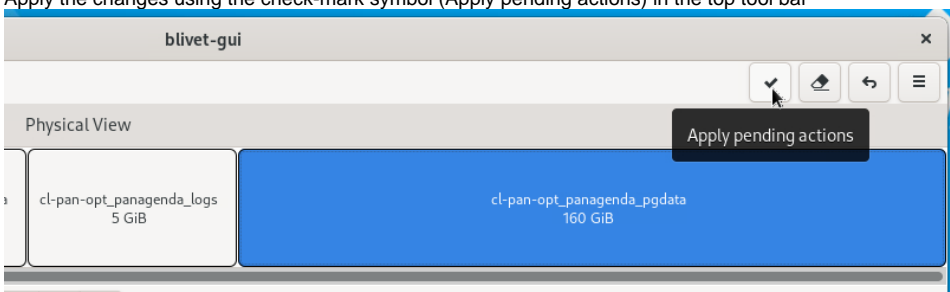 Apply the changes using the check-mark symbol (Apply pending actions) in the top tool bar
blivet-gui
Physical View
Apply pending actions
cl-pan-opt_panagenda_logs
5 GiB
cl-pan-opt_panagenda_pgdata
160 GiB